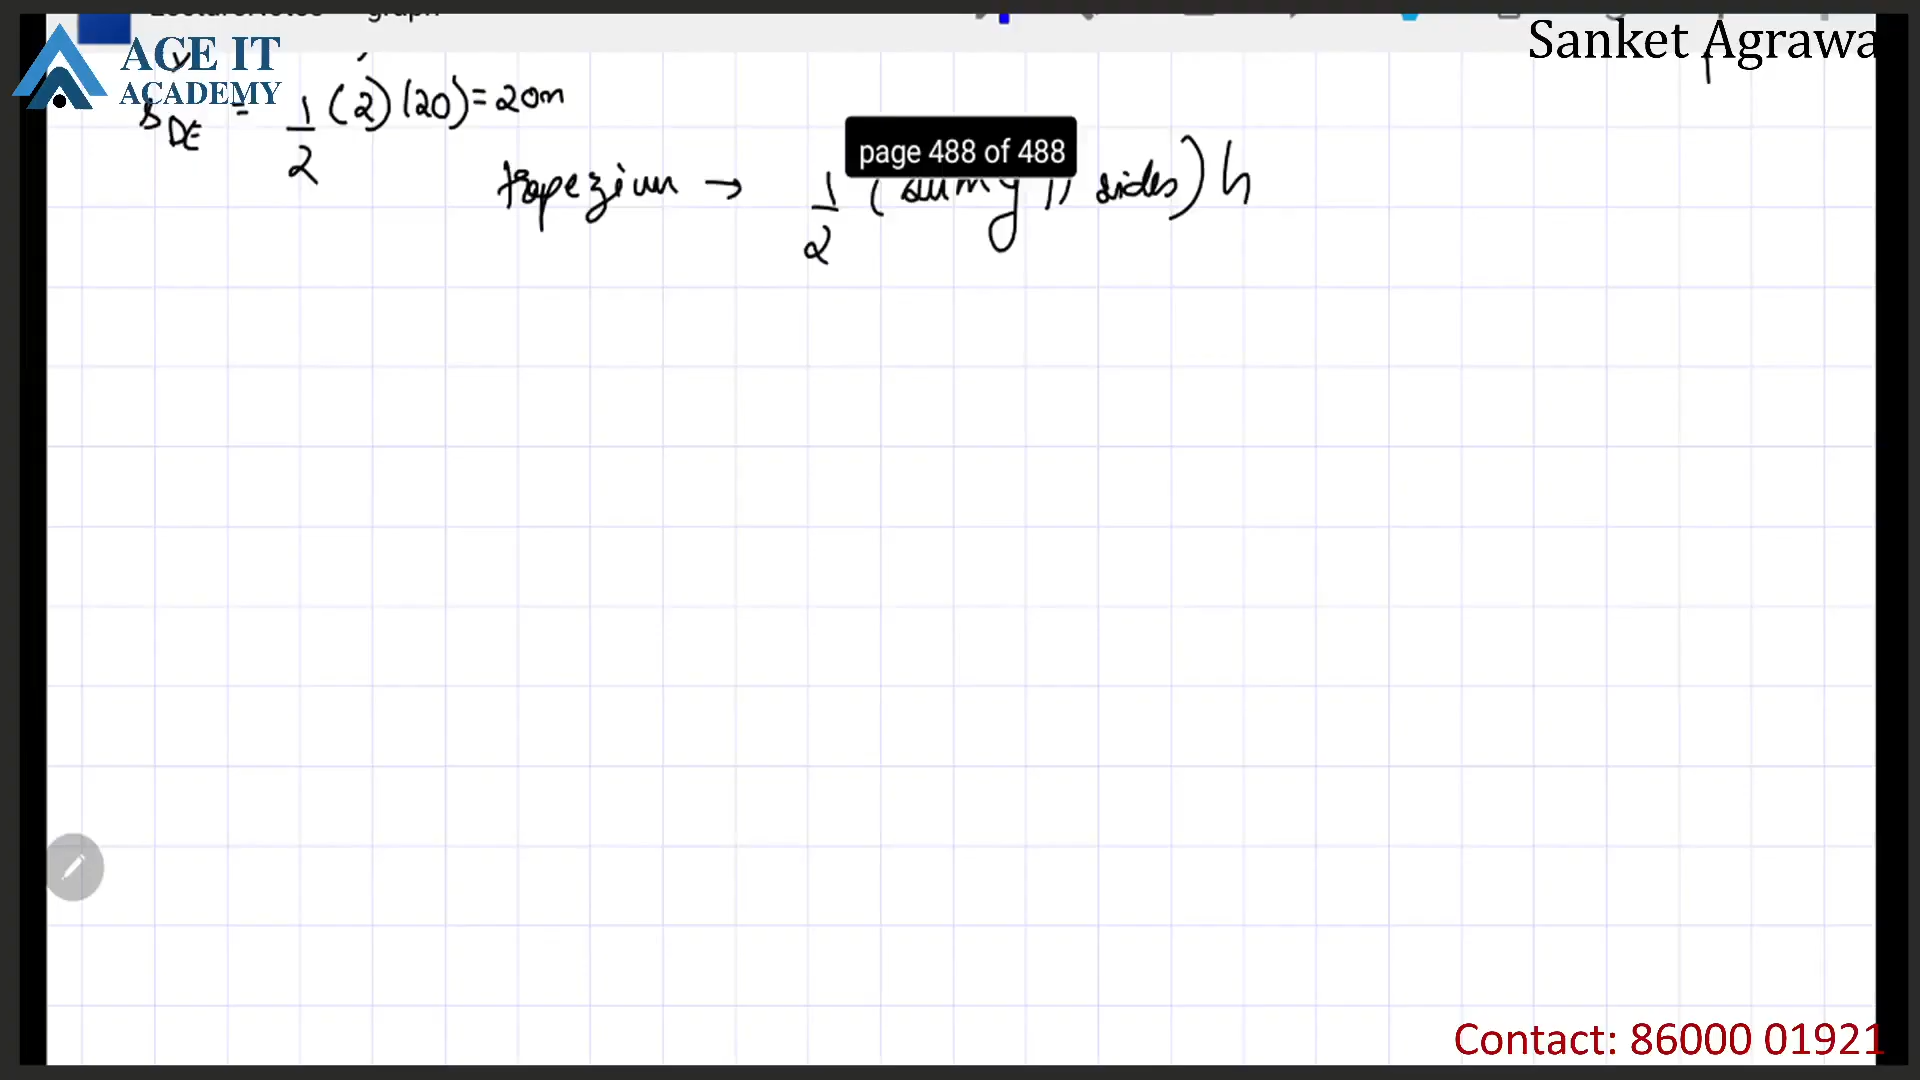 Sanket Agrawa
ACE IT
ACADEMY
s_DE = 1/2 (2) (20) = 20m
page 488 of 488
trapezium → 1/2 (sum of || sides) h
Contact: 86000 01921